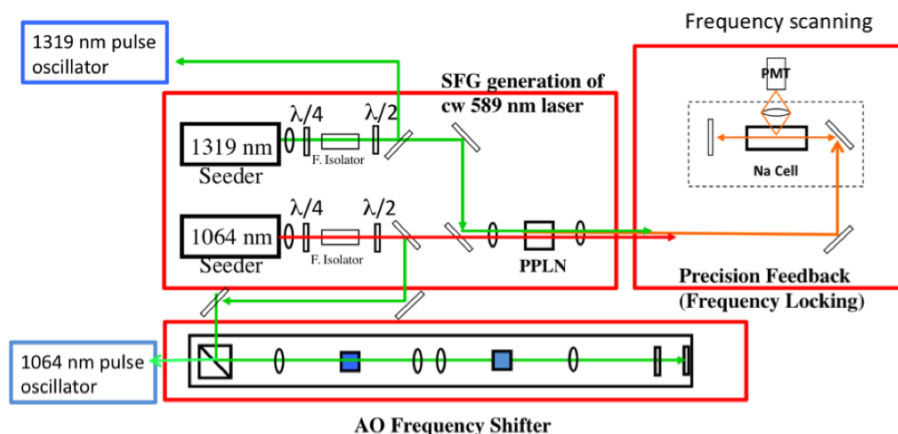 Frequency scanning
1319 nm pulse
oscillator
PMT
SFG generation of
cw 589 nm laser
λ/4
λ/2
1319 nm
F. Isolator
Seeder
Na Cell
λ/4
λ/2
1064 nm
F. Isolator
Seeder
PPLN
Precision Feedback
(Frequency Locking)
1064 nm pulse
oscillator
AO Frequency Shifter